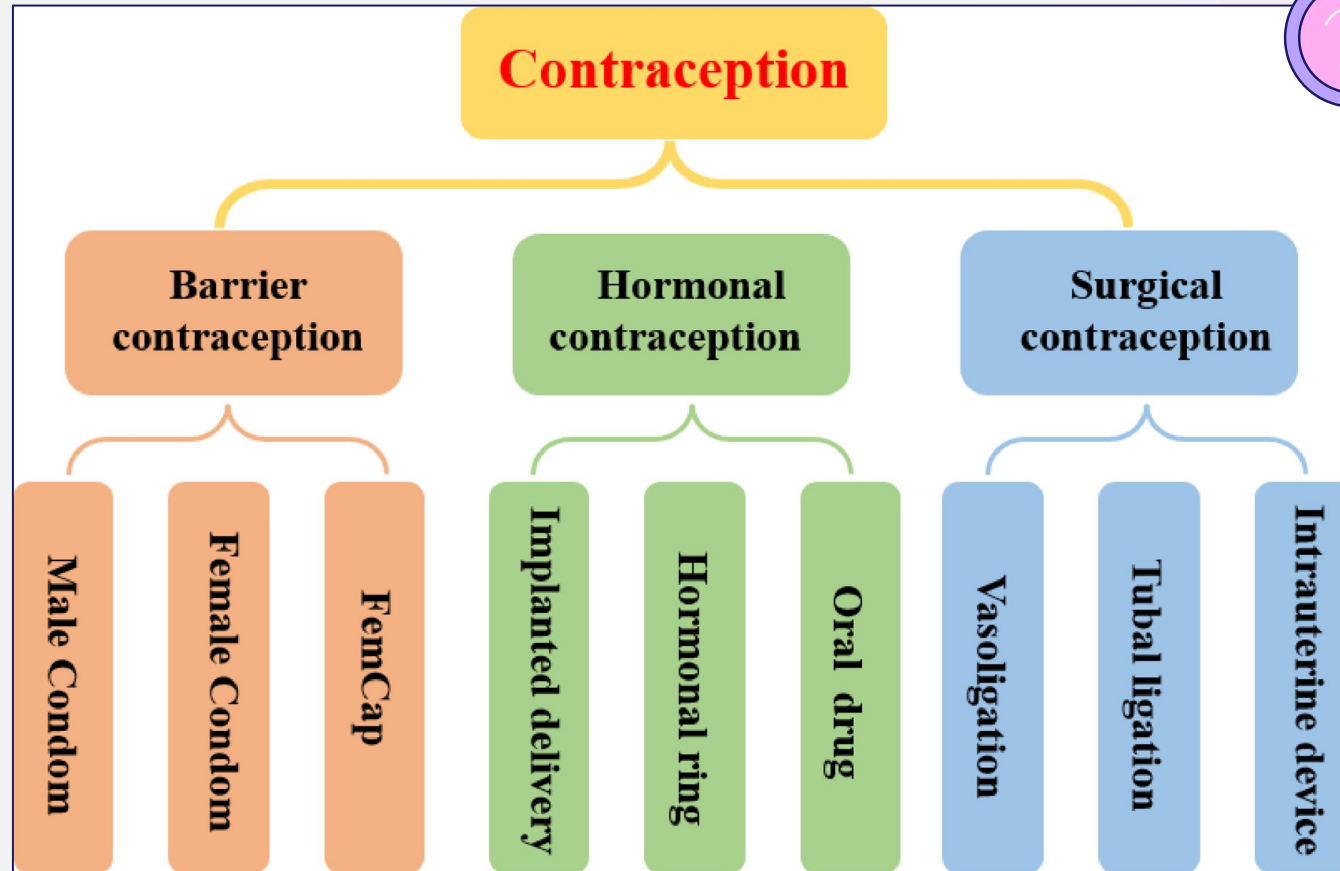 Contraception
Barrier
contraception
Hormonal
contraception
Surgical
contraception
Male Condom
Female Condom
FemCap
Implanted delivery
Hormonal ring
Oral drug
Vasoligation
Tubal ligation
Intrauterine device